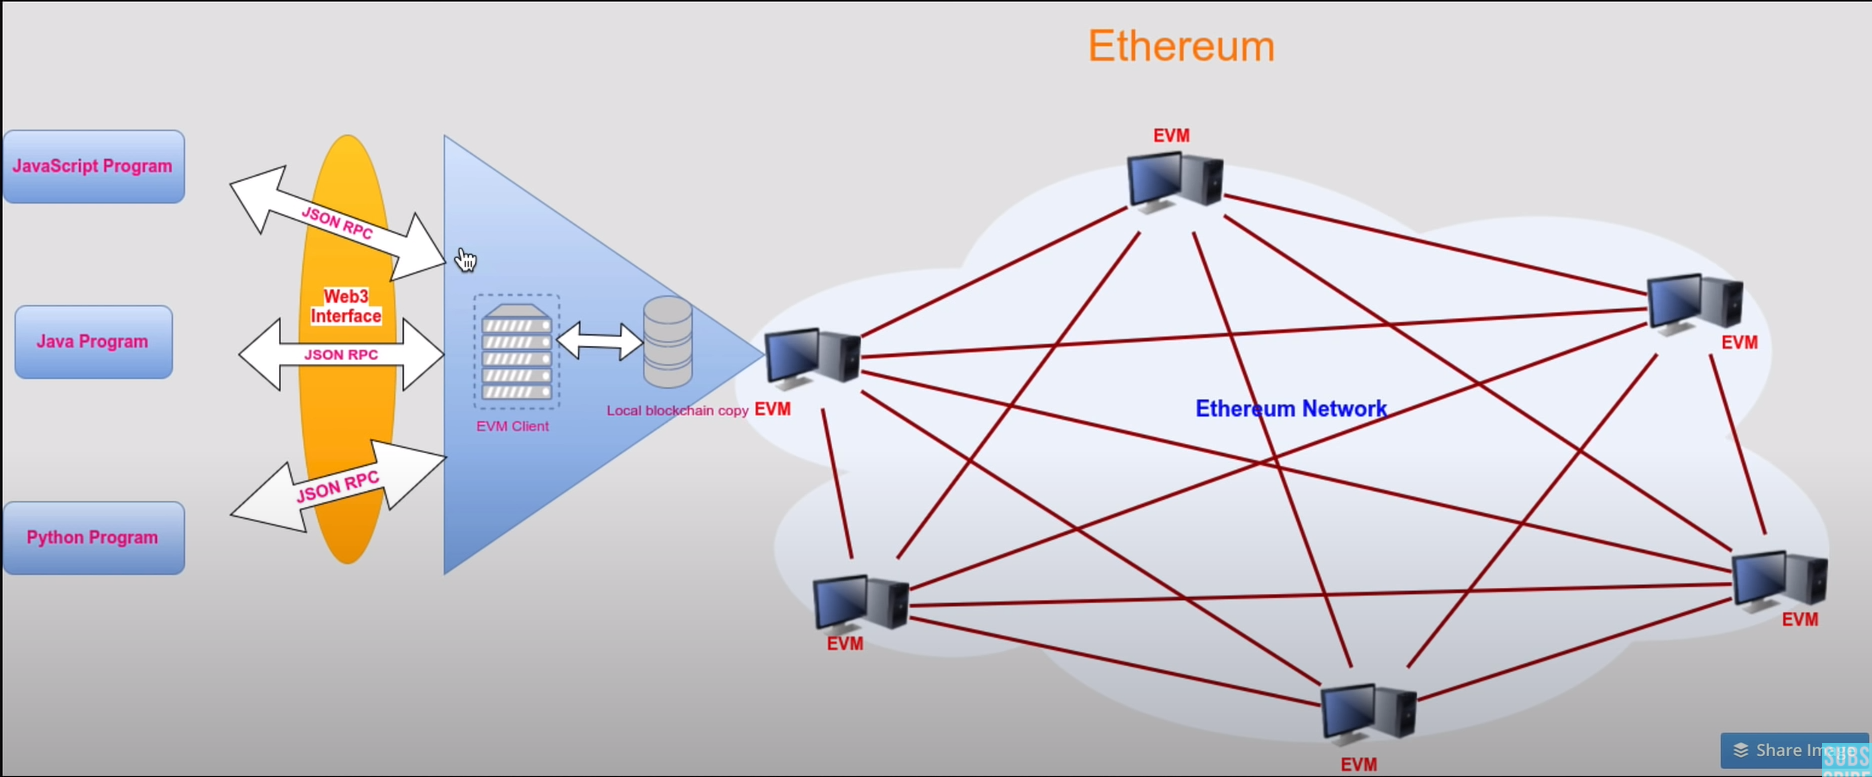 Ethereum
EVM
JavaScript Program
JSON RPC
Web3
Interface
EVM
Java Program
JSON RPC
Local blockchain copy
EVM
Ethereum Network
EVM Client
JSON RPC
Python Program
EVM
EVM
EVM
Share Im
SUBS